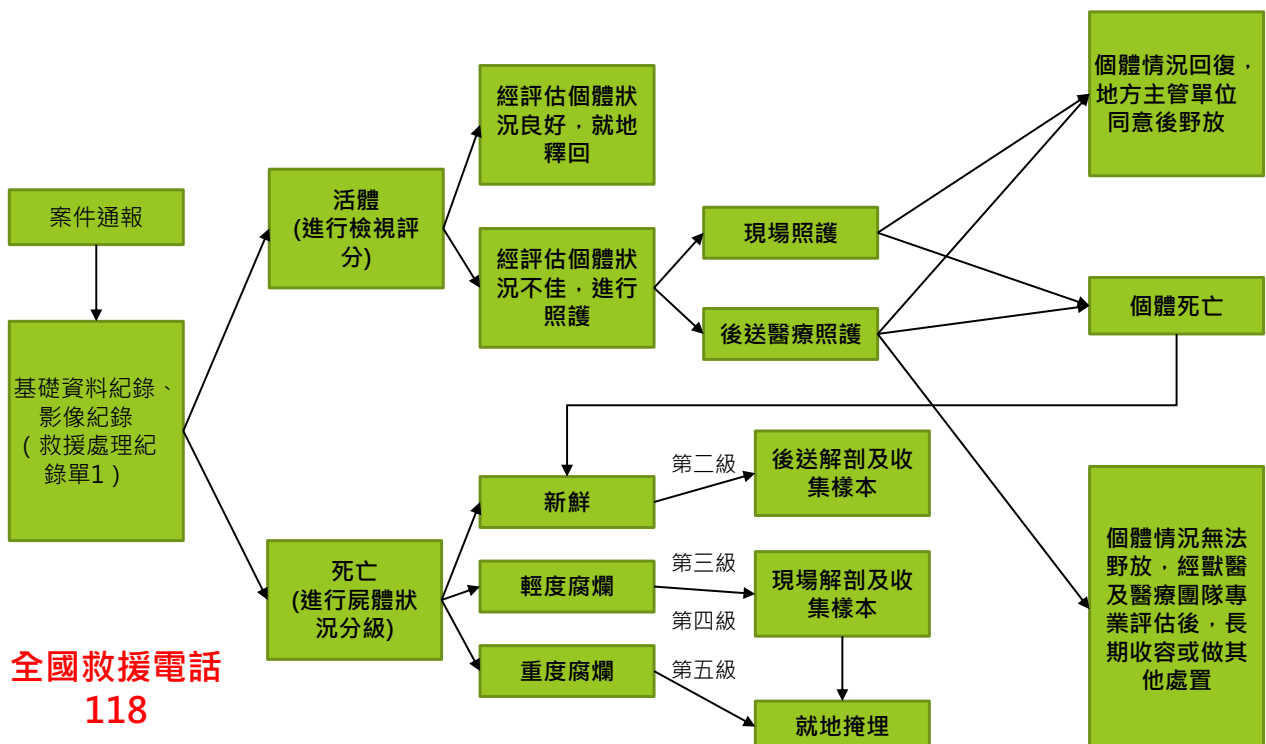 案件通報
基礎資料紀錄、
影像紀錄
（救援處理紀
錄單1）
活體
(進行檢視評
分)
死亡
(進行屍體狀
況分級)
經評估個體狀
況良好，就地
釋回
經評估個體狀
況不佳，進行
照護
現場照護
後送醫療照護
個體情況回復，
地方主管單位
同意後野放
個體死亡
個體情況無法
野放，經獸醫
及醫療團隊專
業評估後，長
期收容或做其
他處置
新鮮
第二級
後送解剖及收
集樣本
輕度腐爛
第三級
第四級
現場解剖及收
集樣本
重度腐爛
第五級
就地掩埋
全國救援電話
118